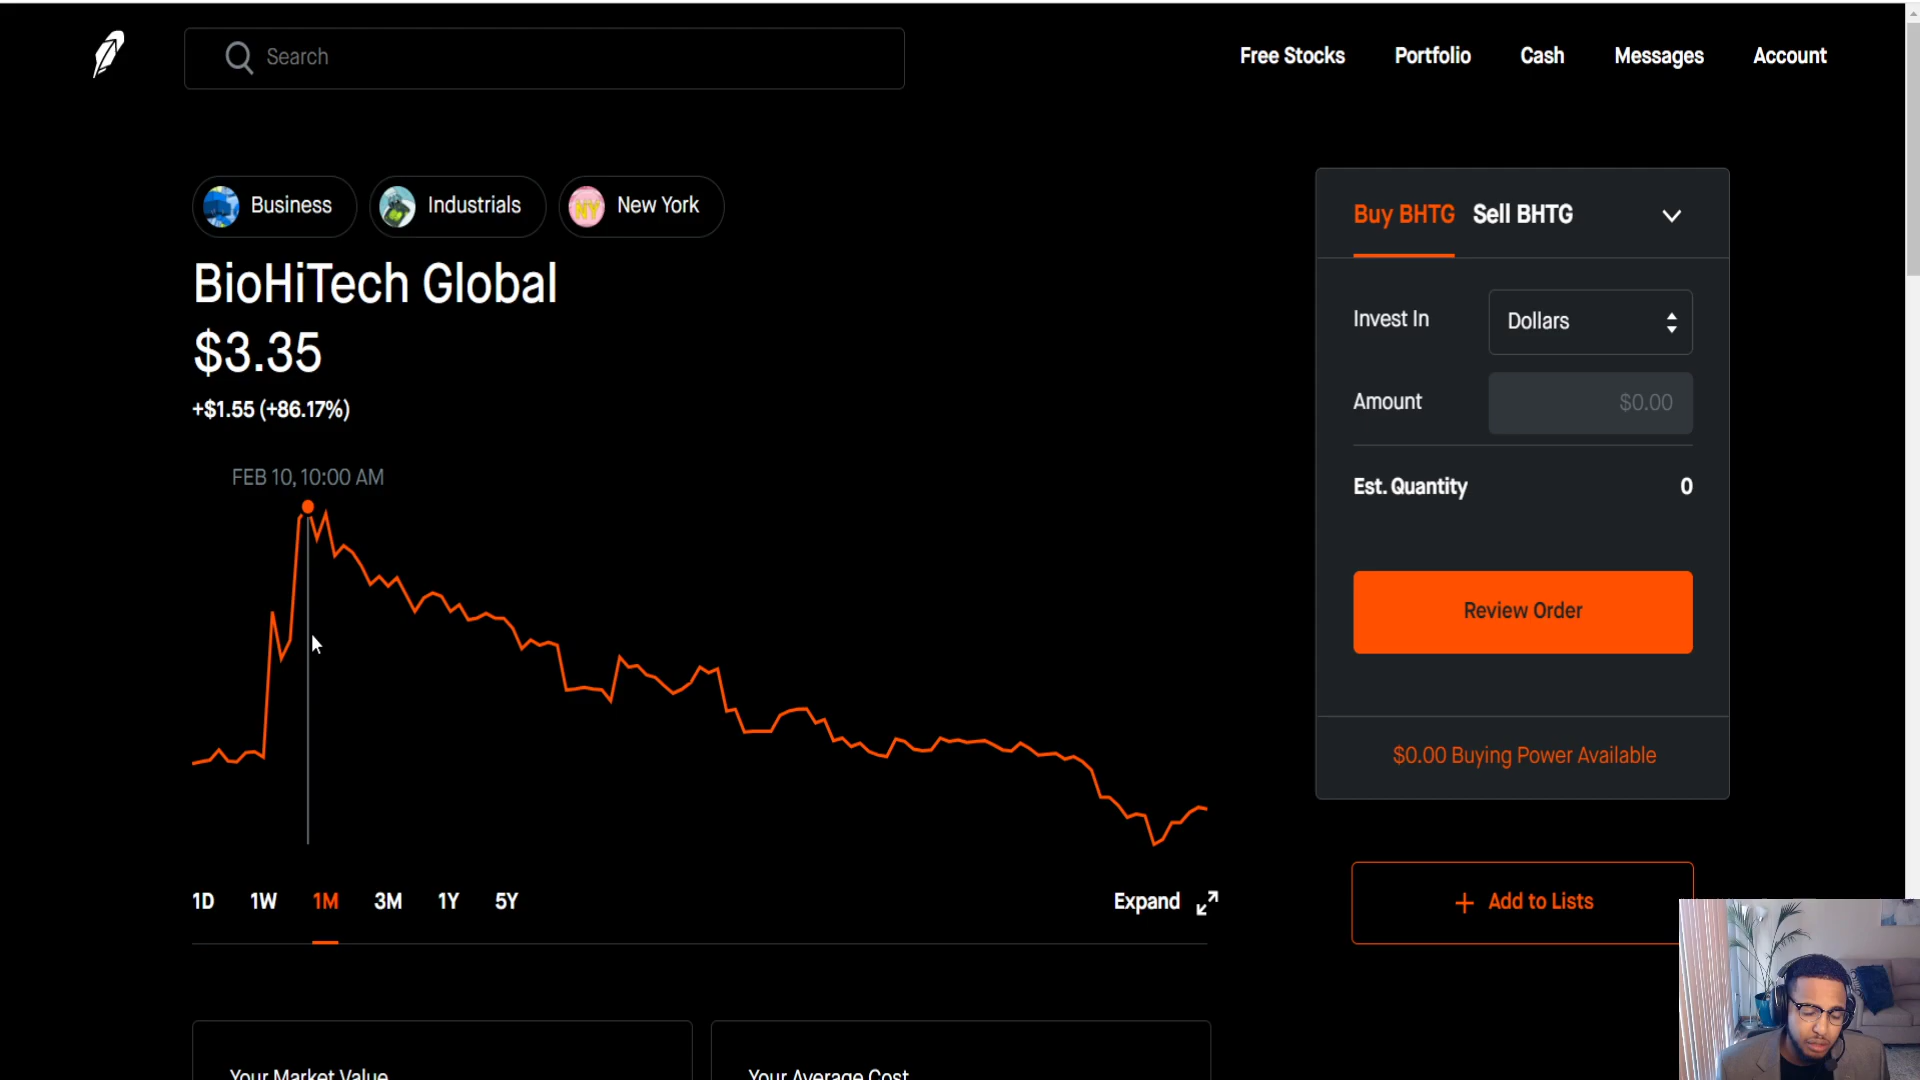 Search
Free Stocks Portfolio Cash Messages Account
Business Industrials NY New York
BioHiTech Global
$3.35
+$1.55 (+86.17%)
FEB 10, 10:00 AM
1D 1W 1M 3M 1Y 5Y
Expand
Buy BHTG Sell BHTG
Invest In Dollars
Amount $0.00
Est. Quantity 0
Review Order
$0.00 Buying Power Available
+ Add to Lists
Your Market Value
Your Average Cost